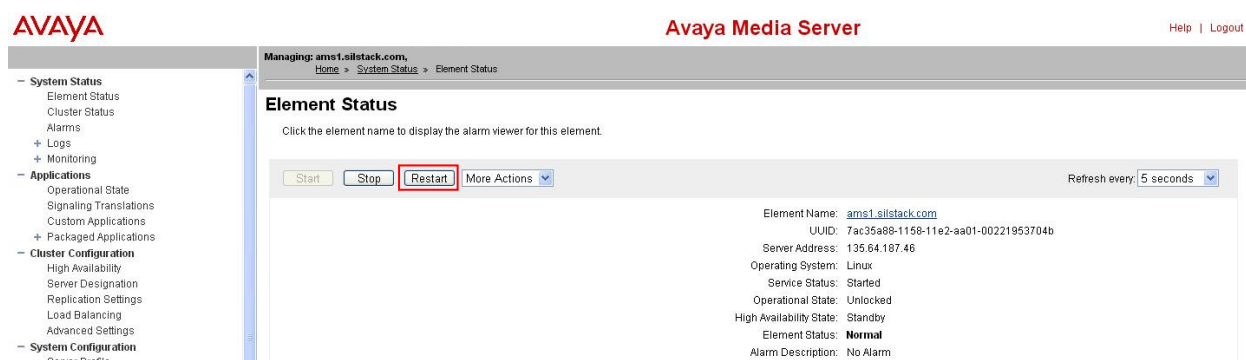 AVAYA
Avaya Media Server
Help | Logout
Managing: ams1.silstack.com,
Home » System Status » Element Status
− System Status
Element Status
Cluster Status
Alarms
+ Logs
+ Monitoring
− Applications
Operational State
Signaling Translations
Custom Applications
+ Packaged Applications
− Cluster Configuration
High Availability
Server Designation
Replication Settings
Load Balancing
Advanced Settings
− System Configuration
Server Profile
Element Status
Click the element name to display the alarm viewer for this element.
Start Stop Restart More Actions Refresh every: 5 seconds
Element Name: ams1.silstack.com
UUID: 7ac35a88-1158-11e2-aa01-00221953704b
Server Address: 135.64.187.46
Operating System: Linux
Service Status: Started
Operational State: Unlocked
High Availability State: Standby
Element Status: Normal
Alarm Description: No Alarm